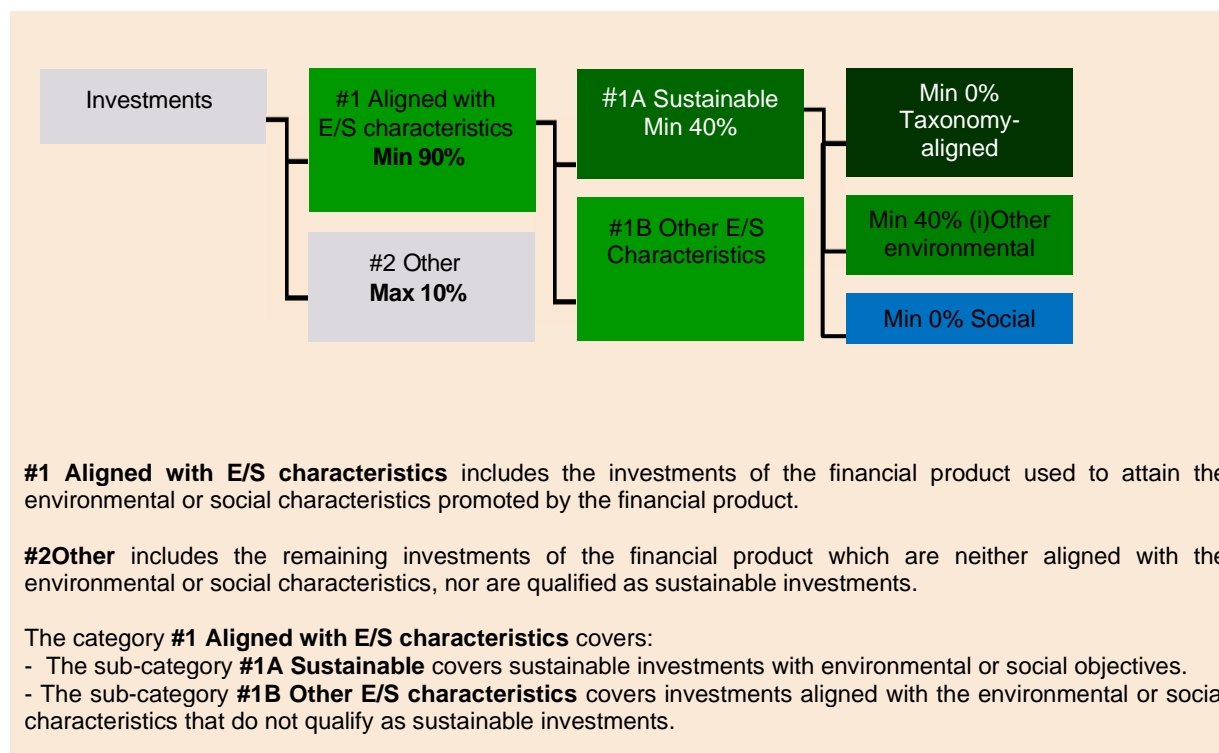 Investments
#1 Aligned with
E/S characteristics
Min 90%
#2 Other
Max 10%
#1A Sustainable
Min 40%
#1B Other E/S
Characteristics
Min 0%
Taxonomy-
aligned
Min 40% (i)Other
environmental
Min 0% Social
#1 Aligned with E/S characteristics includes the investments of the financial product used to attain the
environmental or social characteristics promoted by the financial product.
#2Other includes the remaining investments of the financial product which are neither aligned with the
environmental or social characteristics, nor are qualified as sustainable investments.
The category #1 Aligned with E/S characteristics covers:
- The sub-category #1A Sustainable covers sustainable investments with environmental or social objectives.
- The sub-category #1B Other E/S characteristics covers investments aligned with the environmental or social
characteristics that do not qualify as sustainable investments.